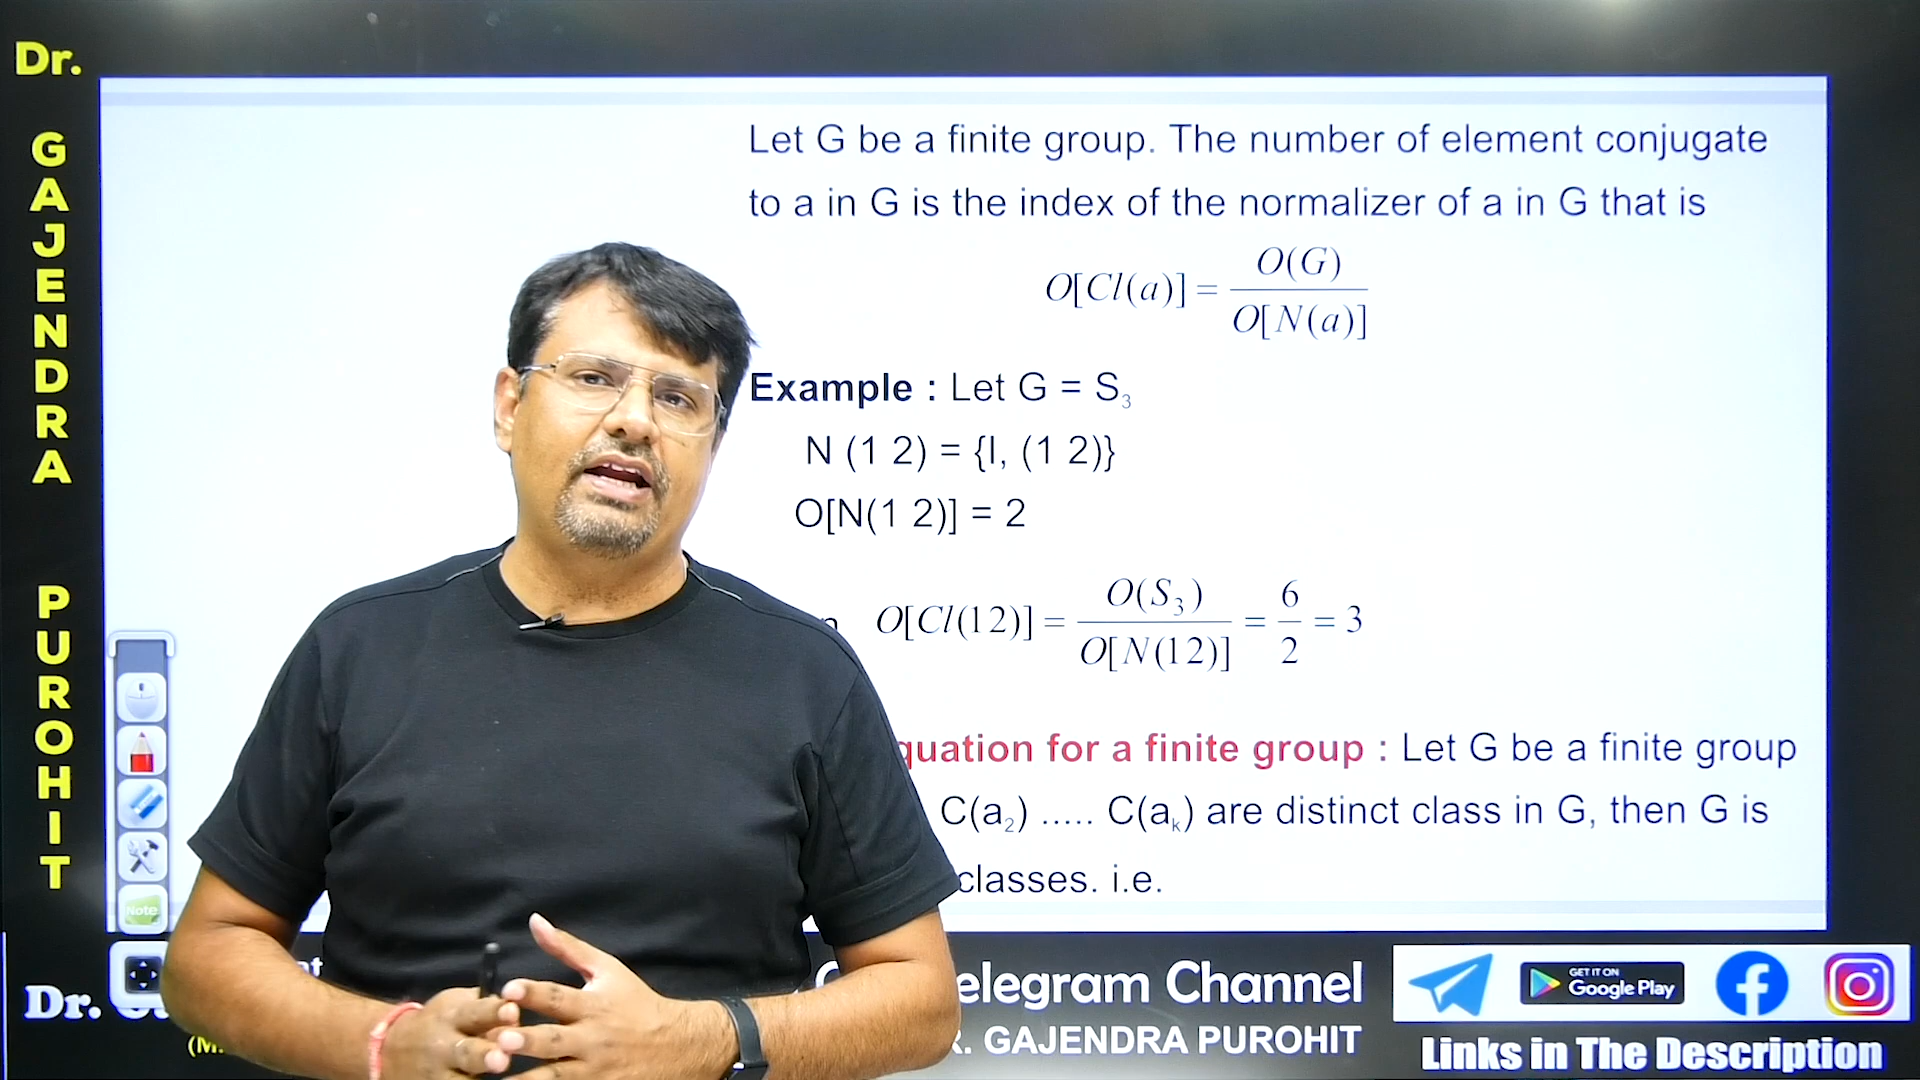 Dr.
GAJENDRA
PUROHIT
Let G be a finite group. The number of element conjugate
to a in G is the index of the normalizer of a in G that is
O[Cl(a)] = O(G) / O[N(a)]
Example : Let G = S₃
N (1 2) = {I, (1 2)}
O[N(1 2)] = 2
O[Cl(12)] = O(S₃) / O[N(12)] = 6/2 = 3
quation for a finite group : Let G be a finite group
C(a₂) ..... C(aₖ) are distinct class in G, then G is
classes. i.e.
Note
Dr.
(M.
elegram Channel
R. GAJENDRA PUROHIT
GET IT ON
Google Play
Links in The Description